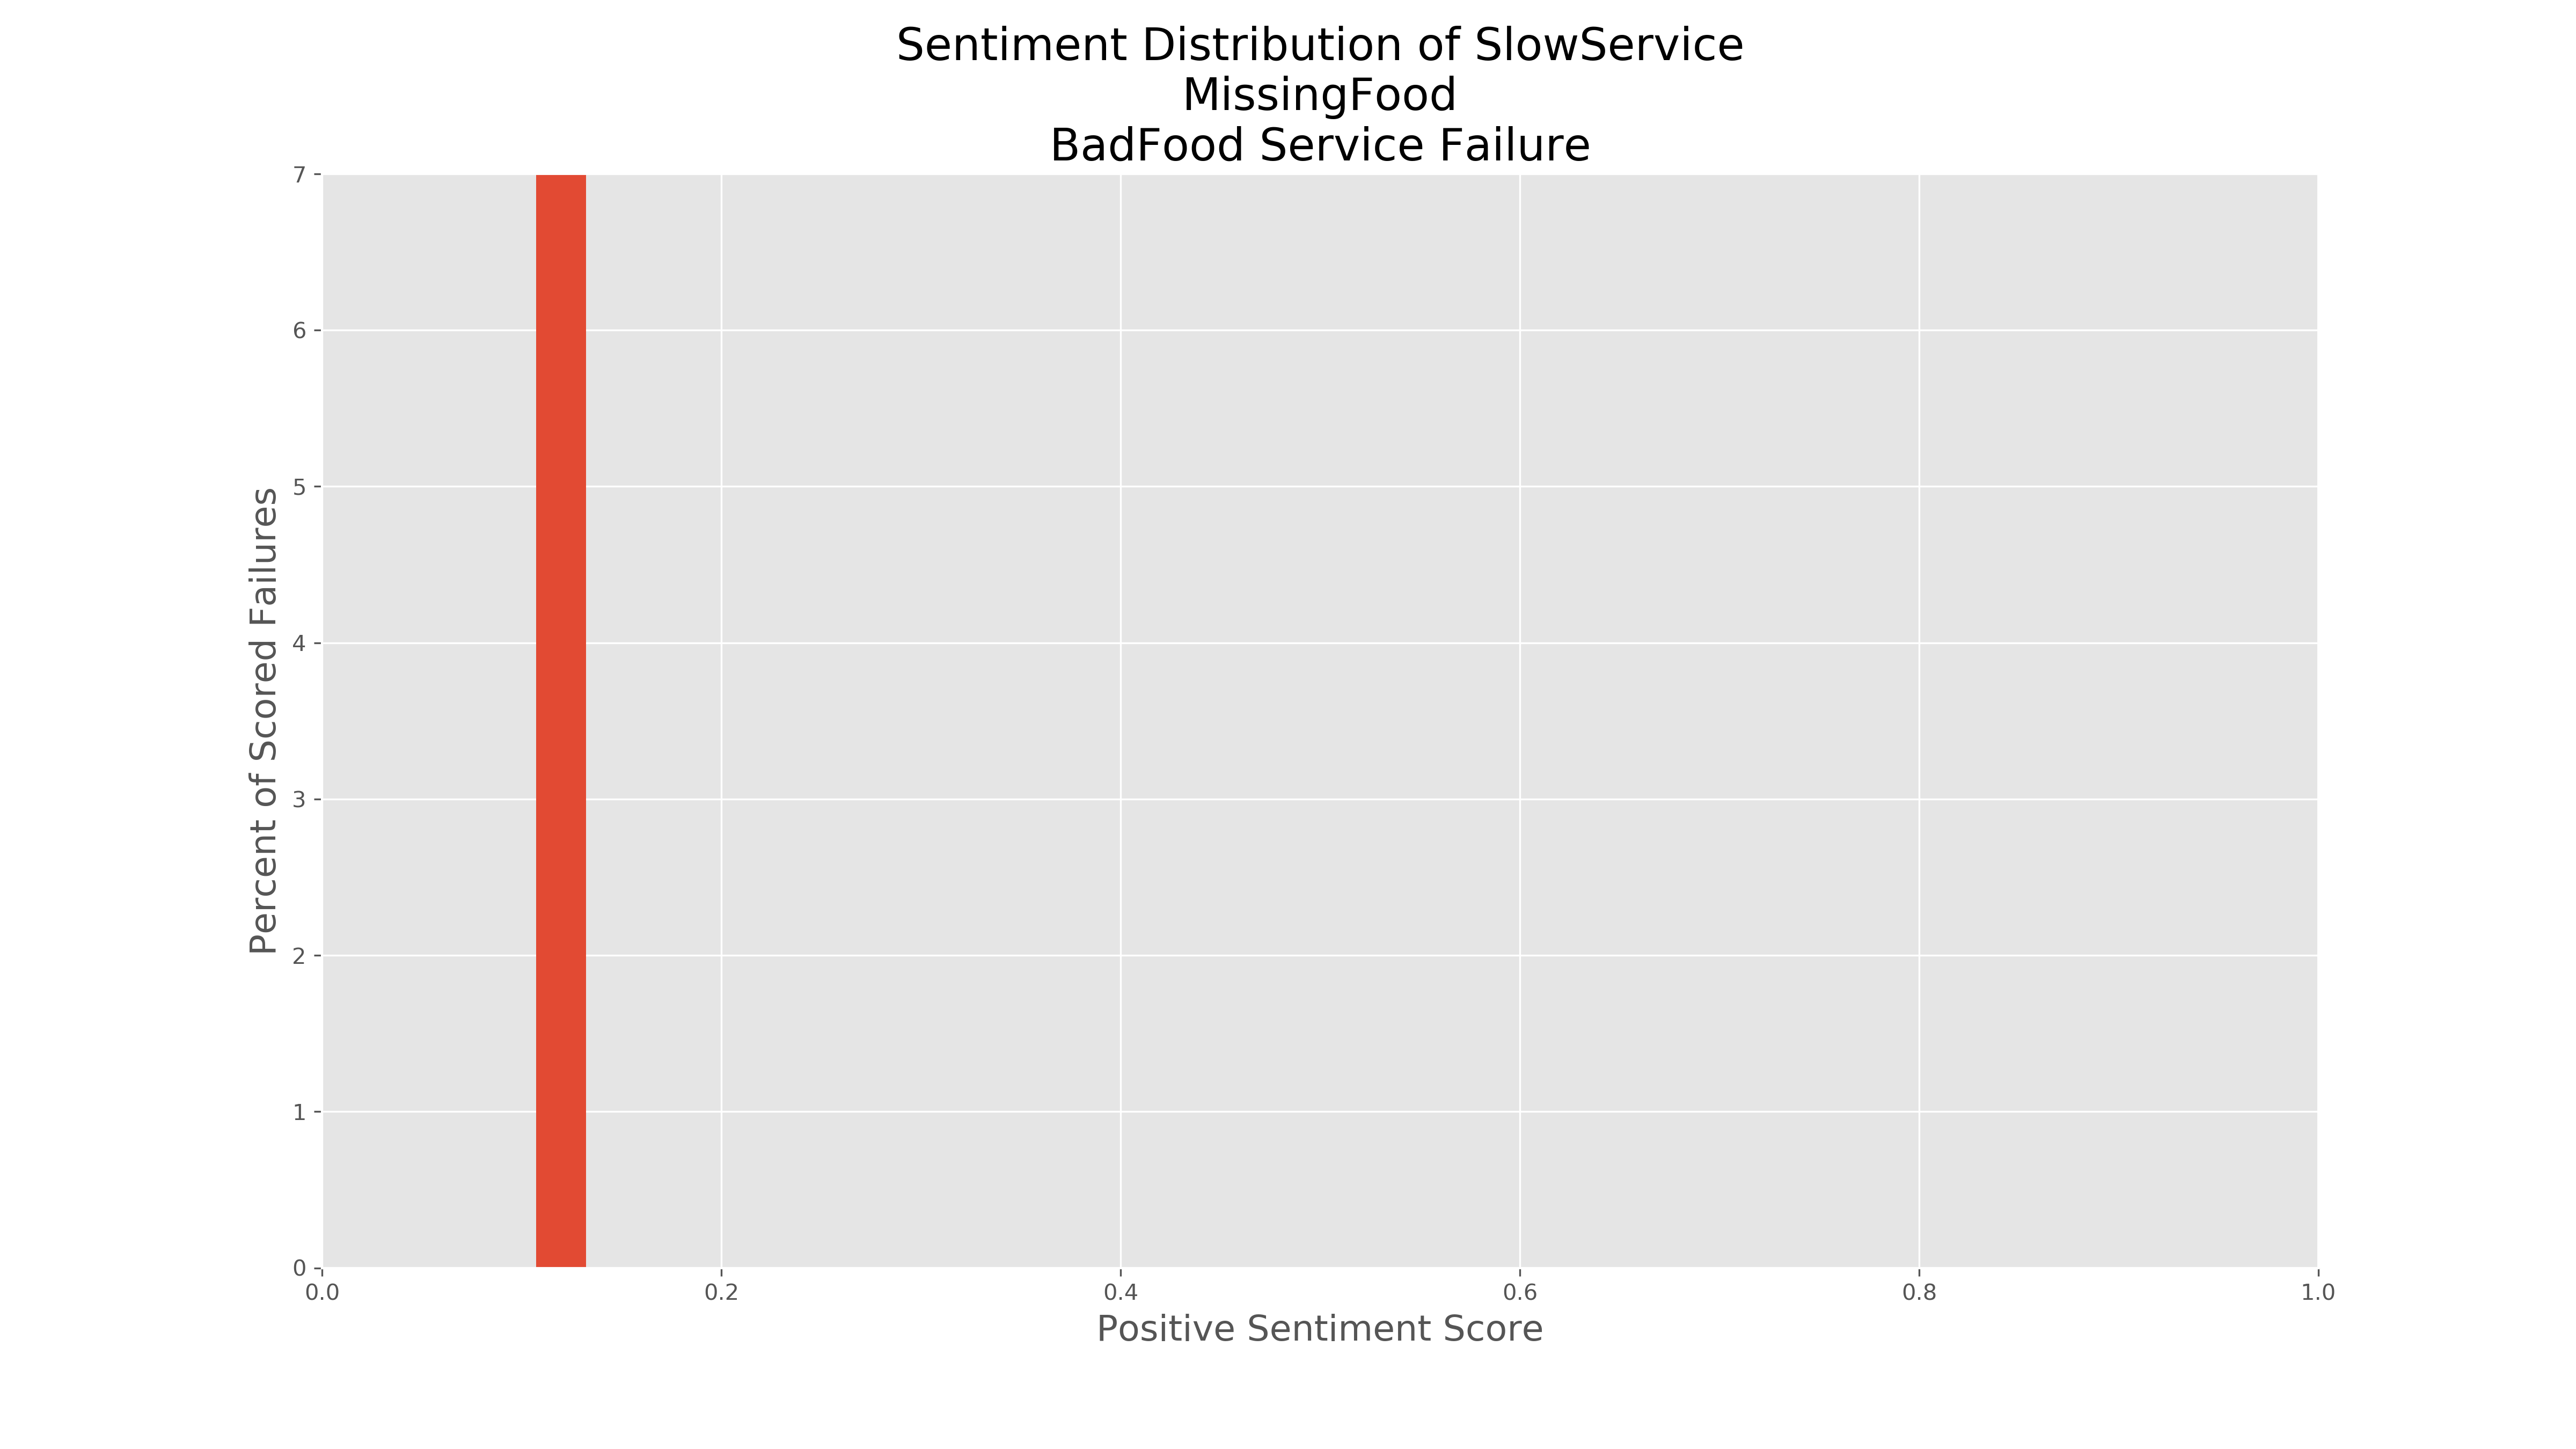 Sentiment Distribution of SlowService
MissingFood
BadFood Service Failure
7
6
5
4
3
2
1
0
Percent of Scored Failures
0.0 0.2 0.4 0.6 0.8 1.0
Positive Sentiment Score